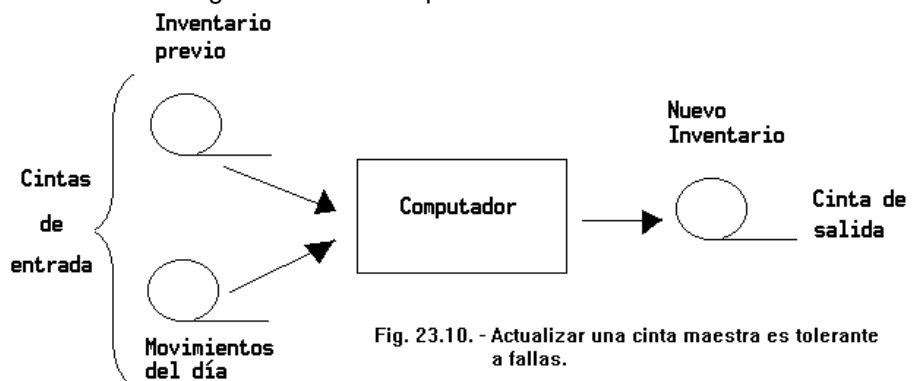 Inventario
previo
Cintas
de
entrada
Movimientos
del día
Computador
Nuevo
Inventario
Cinta de
salida
Fig. 23.10. - Actualizar una cinta maestra es tolerante
a fallas.